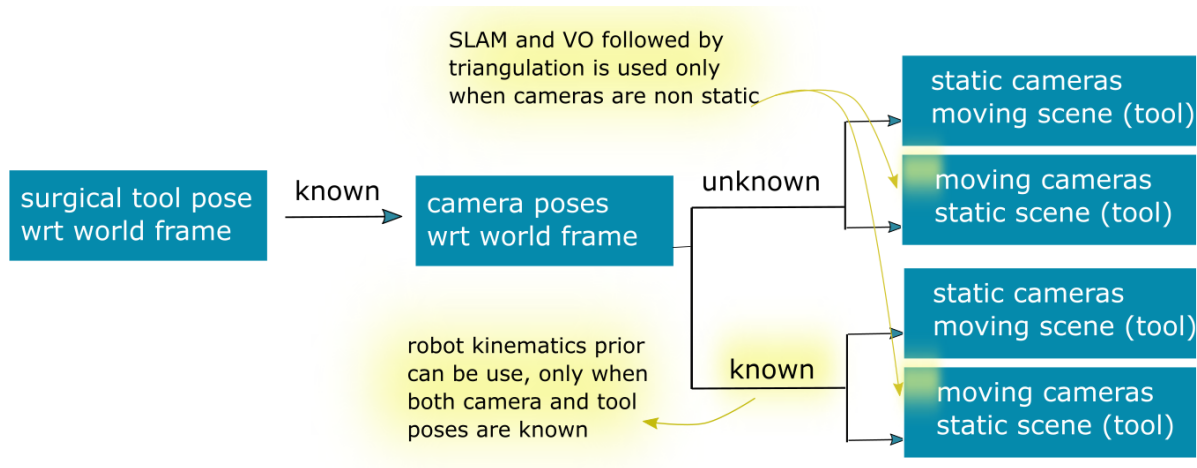 SLAM and VO followed by
triangulation is used only
when cameras are non static
static cameras
moving scene (tool)
moving cameras
static scene (tool)
unknown
known
surgical tool pose
wrt world frame
camera poses
wrt world frame
static cameras
moving scene (tool)
robot kinematics prior
can be use, only when
both camera and tool
poses are known
known
moving cameras
static scene (tool)